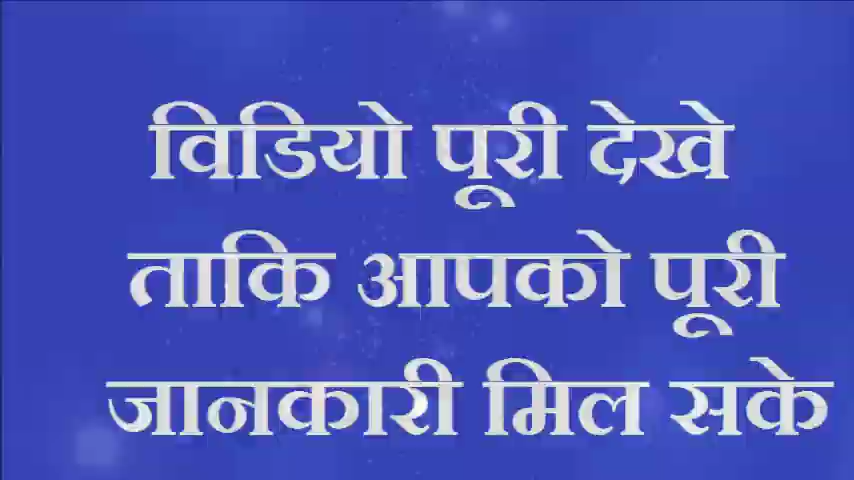 विडियो पूरी देखे
ताकि आपको पूरी
जानकारी मिल सके